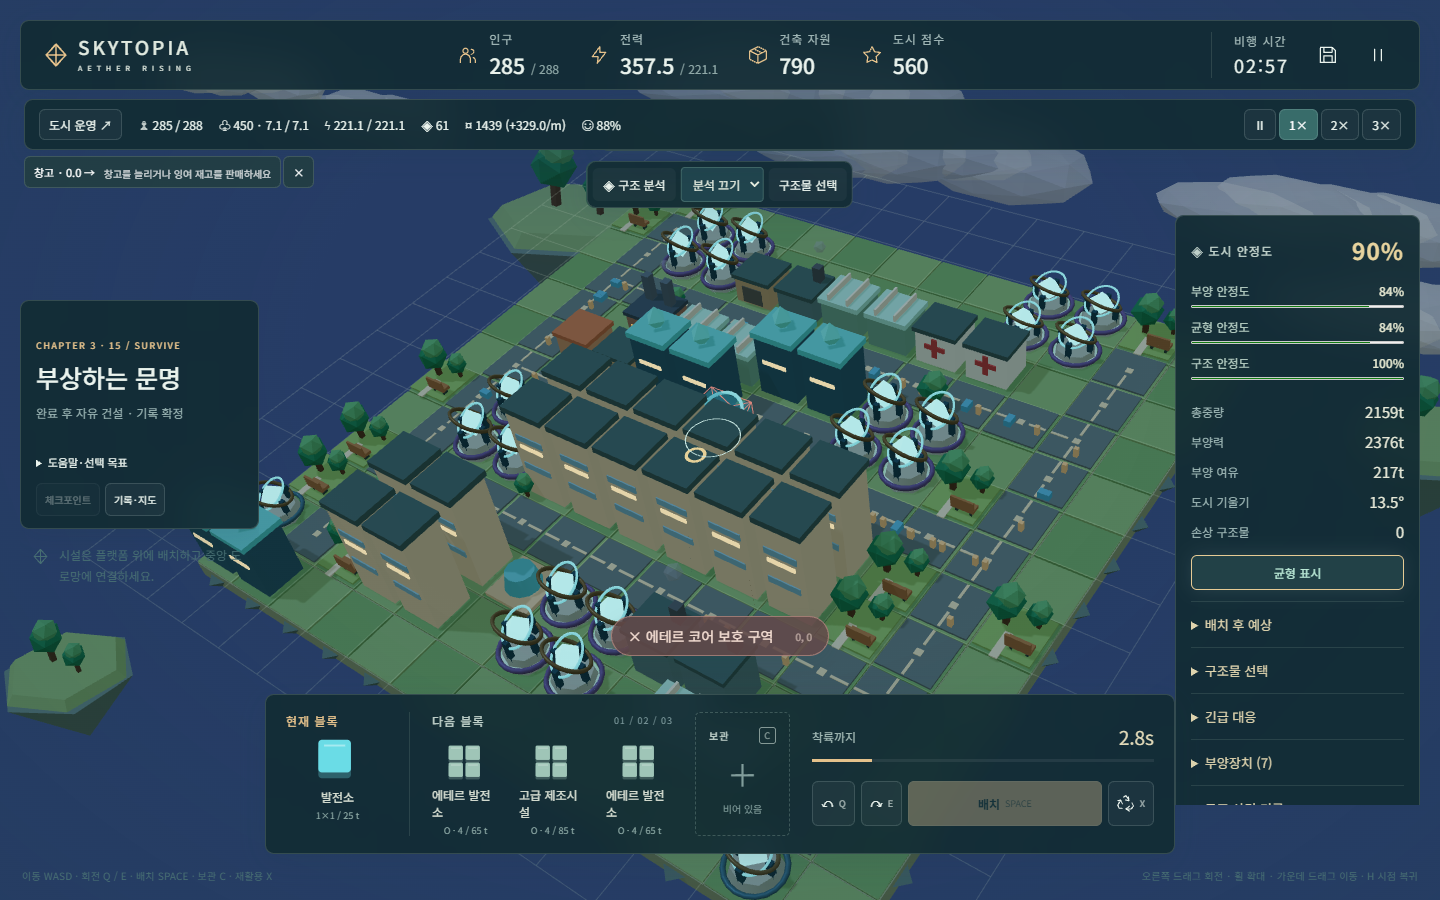 SKYTOPIA
AETHER RISING
인구
285 / 288
전력
357.5 / 221.1
건축 자원
790
도시 점수
560
비행 시간
02:57
도시 운영 ↗
285 / 288
450 · 7.1 / 7.1
221.1 / 221.1
61
1439 (+329.0/m)
88%
1×
2×
3×
창고 · 0.0 → 창고를 늘리거나 잉여 재고를 판매하세요
×
◈ 구조 분석
분석 끄기
구조물 선택
◈ 도시 안정도
90%
부양 안정도
84%
균형 안정도
84%
구조 안정도
100%
총중량
2159t
부양력
2376t
부양 여유
217t
도시 기울기
13.5°
손상 구조물
0
균형 표시
▶ 배치 후 예상
▶ 구조물 선택
▶ 긴급 대응
▶ 부양장치 (7)
CHAPTER 3 · 15 / SURVIVE
부상하는 문명
완료 후 자유 건설 · 기록 확정
▶ 도움말·선택 목표
체크포인트
기록·지도
시설은 플랫폼 위에 배치하고 중앙 도
로망에 연결하세요.
× 에테르 코어 보호 구역
0, 0
현재 블록
발전소
1×1 / 25 t
다음 블록
01 / 02 / 03
에테르 발전
소
O · 4 / 65 t
고급 제조시
설
O · 4 / 85 t
에테르 발전
소
O · 4 / 65 t
보관
C
비어 있음
착륙까지
2.8s
Q
E
배치 SPACE
X
이동 WASD · 회전 Q / E · 배치 SPACE · 보관 C · 재활용 X
오른쪽 드래그 회전 · 휠 확대 · 가운데 드래그 이동 · H 시점 복귀